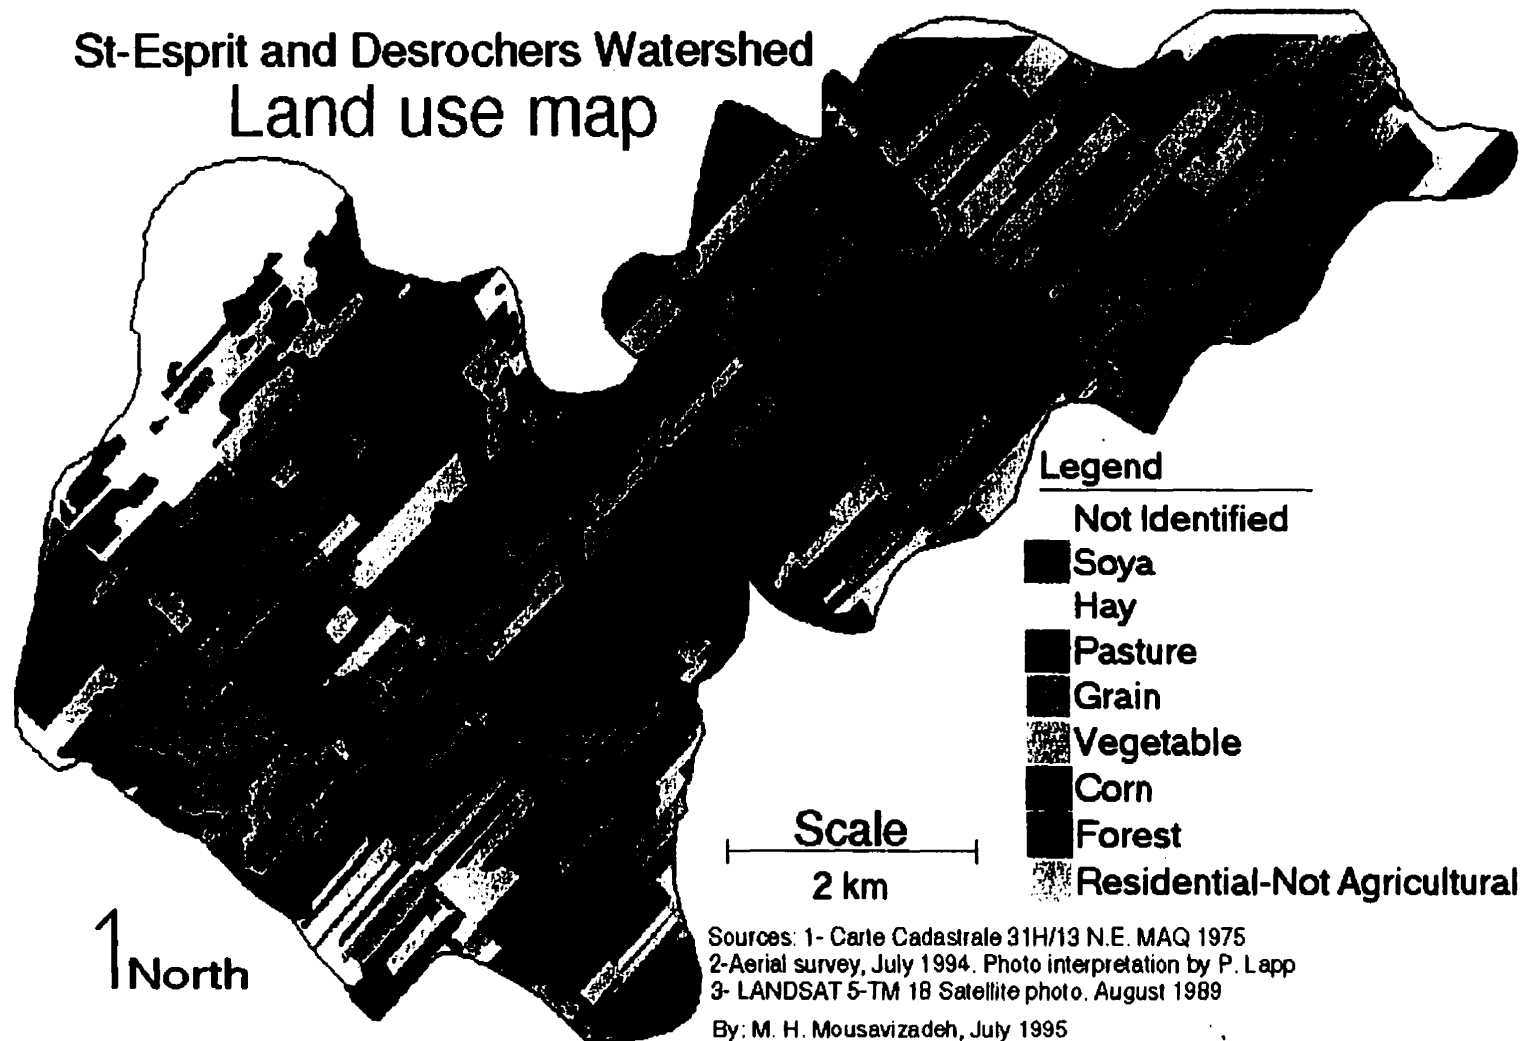 St-Esprit and Desrochers Watershed
Land use map
Legend
Not Identified
Soya
Hay
Pasture
Grain
Vegetable
Corn
Forest
Residential-Not Agricultural
Scale
2 km
North
Sources: 1- Carte Cadastrale 31H/13 N.E. MAQ 1975
2-Aerial survey, July 1994. Photo interpretation by P. Lapp
3- LANDSAT 5-TM 18 Satellite photo. August 1989
By: M. H. Mousavizadeh, July 1995